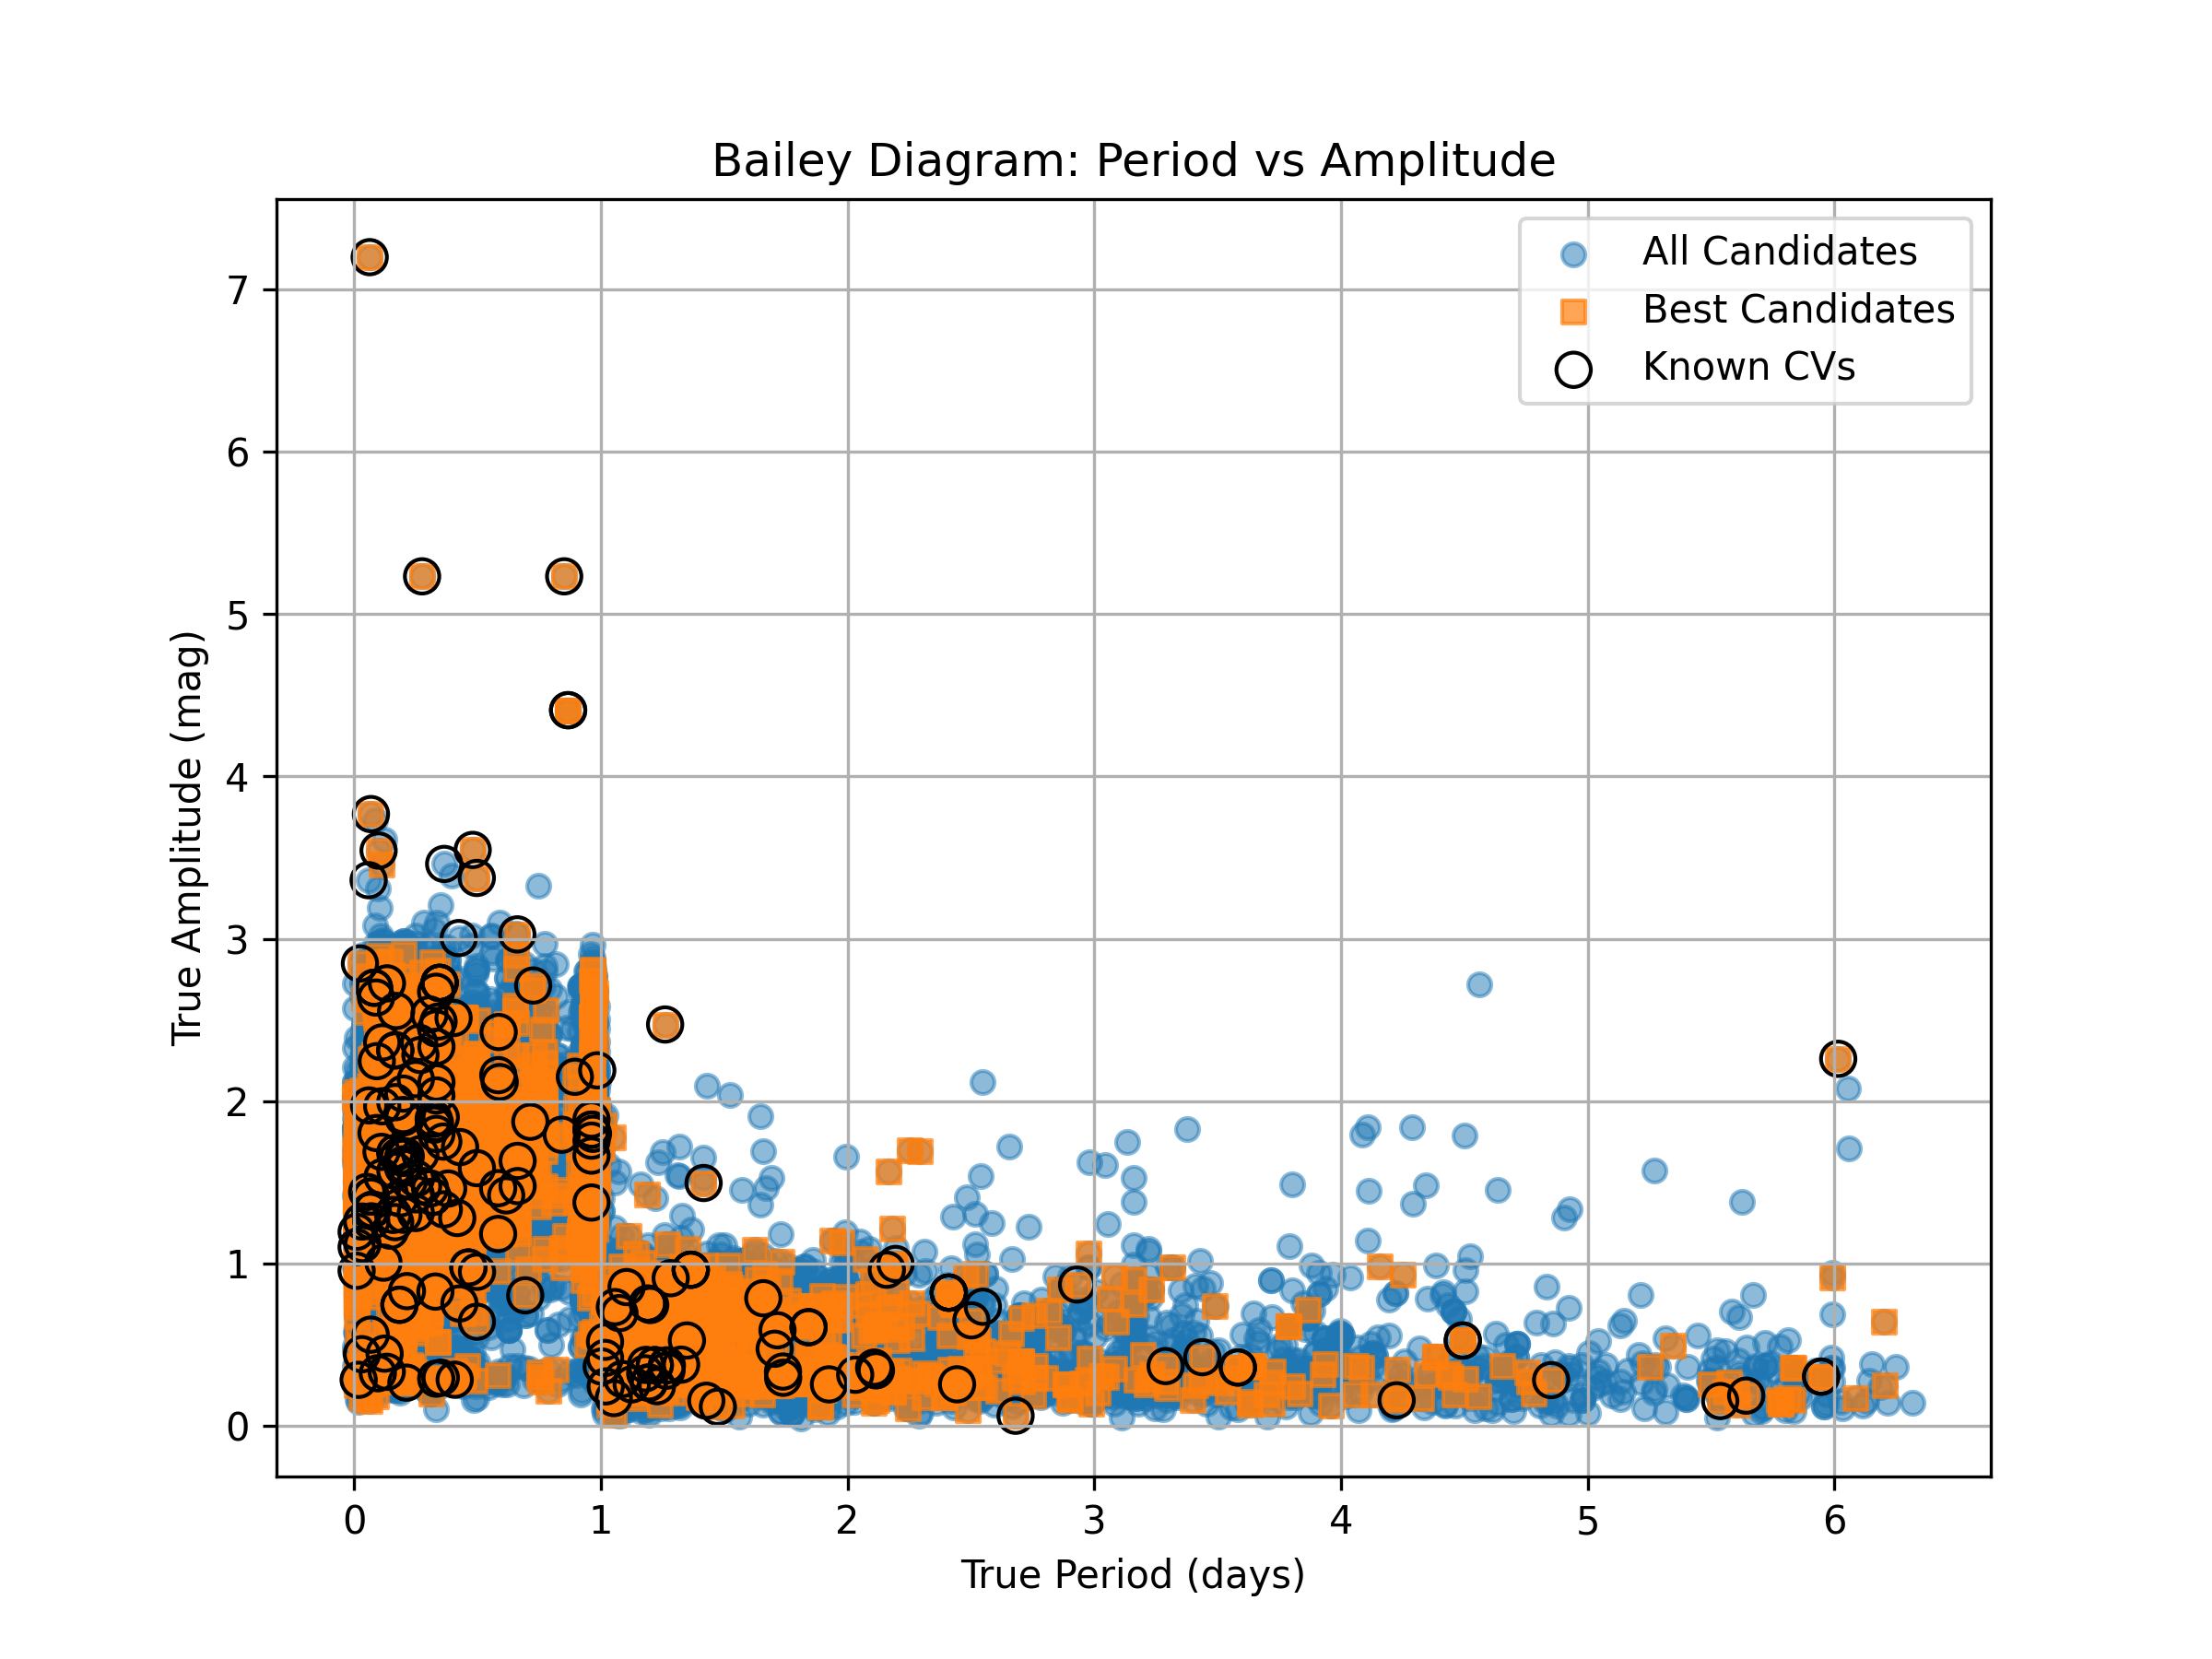 Bailey Diagram: Period vs Amplitude
All Candidates
Best Candidates
Known CVs
True Amplitude (mag)
7
6
5
4
3
2
1
0
0 1 2 3 4 5 6
True Period (days)